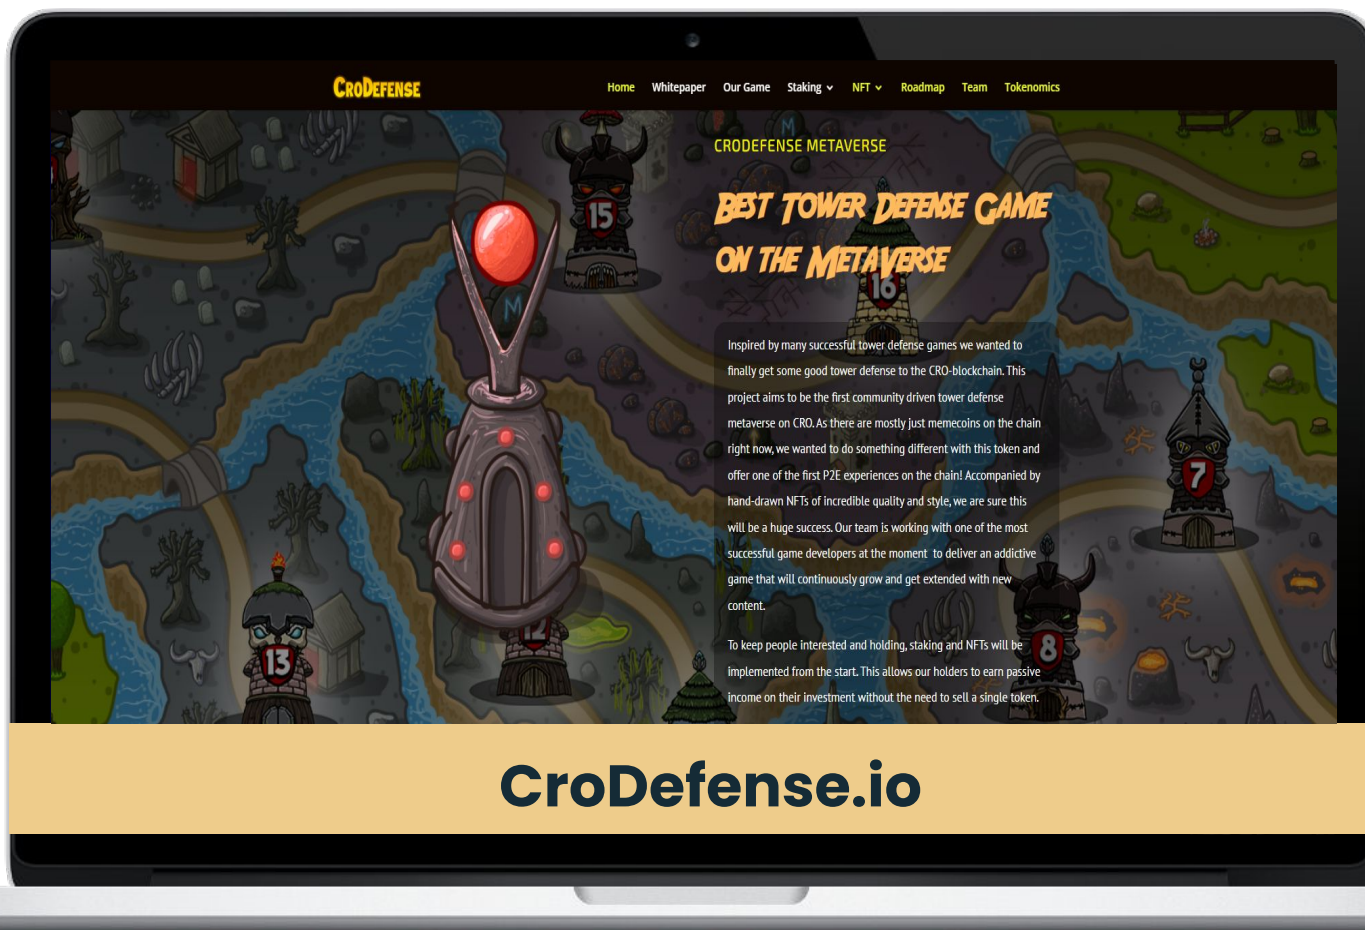 CroDefense
Home Whitepaper Our Game Staking NFT Roadmap Team Tokenomics
CRODEFENSE METAVERSE
Best Tower Defense Game
on the MetaVerse
Inspired by many successful tower defense games we wanted to
finally get some good tower defense to the CRO-blockchain. This
project aims to be the first community driven tower defense
metaverse on CRO. As there are mostly just memecoins on the chain
right now, we wanted to do something different with this token and
offer one of the first P2E experiences on the chain! Accompanied by
hand-drawn NFTs of incredible quality and style, we are sure this
will be a huge success. Our team is working with one of the most
successful game developers at the moment to deliver an addictive
game that will continuously grow and get extended with new
content.
To keep people interested and holding, staking and NFTs will be
implemented from the start. This allows our holders to earn passive
income on their investment without the need to sell a single token.
M
15
16
M
7
12
13
8
CroDefense.io